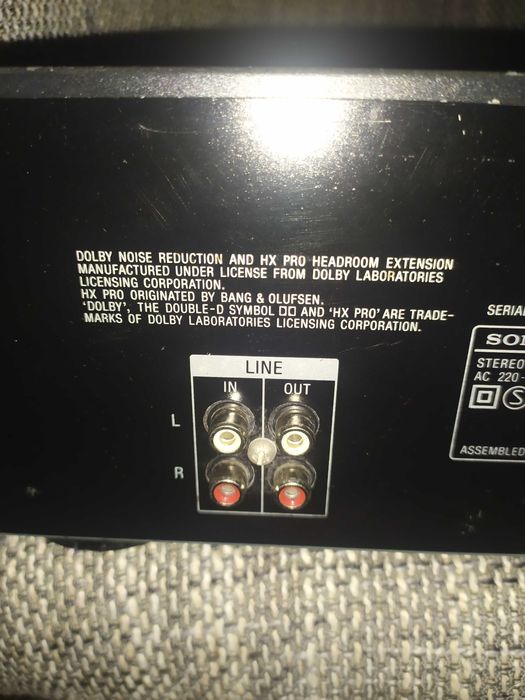 DOLBY NOISE REDUCTION AND HX PRO HEADROOM EXTENSION
MANUFACTURED UNDER LICENSE FROM DOLBY LABORATORIES
LICENSING CORPORATION.
HX PRO ORIGINATED BY BANG & OLUFSEN.
'DOLBY', THE DOUBLE-D SYMBOL AND 'HX PRO' ARE TRADE-
MARKS OF DOLBY LABORATORIES LICENSING CORPORATION.
LINE
IN OUT
L
R
SERIAL
SO
STEREO
AC 220-
S
ASSEMBLED